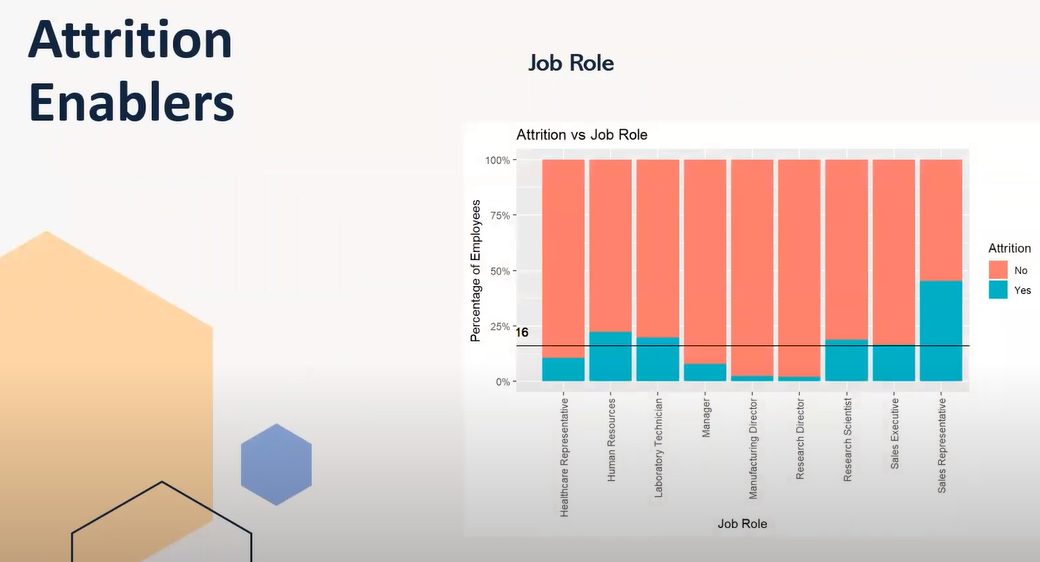 Attrition
Enablers
Job Role
Attrition vs Job Role
Percentage of Employees
100%
75%
50%
25%
0%
16
Healthcare Representative
Human Resources
Laboratory Technician
Manager
Manufacturing Director
Research Director
Research Scientist
Sales Executive
Sales Representative
Job Role
Attrition
No
Yes